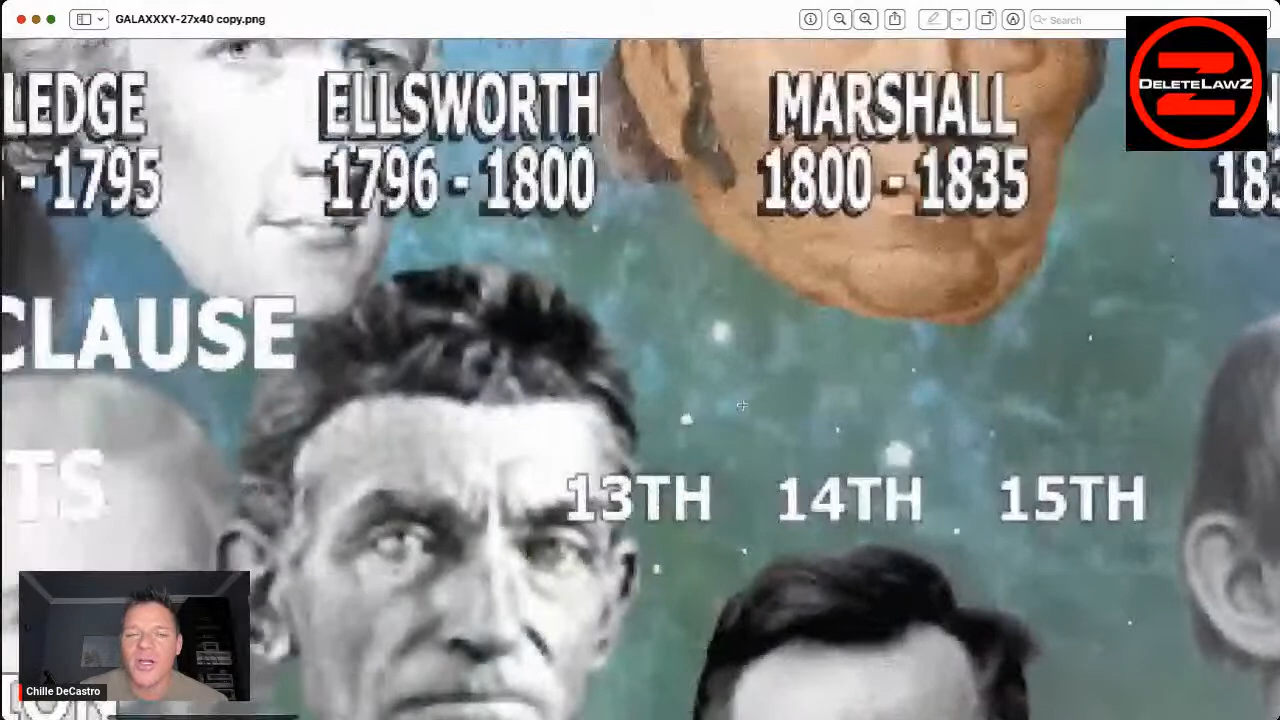 GALAXXXY-27x40 copy.png
Search
DELETELAWZ
LEDGE
ELLSWORTH
MARSHALL
- 1795
1796 - 1800
1800 - 1835
CLAUSE
TS
13TH 14TH 15TH
Chille DeCastro